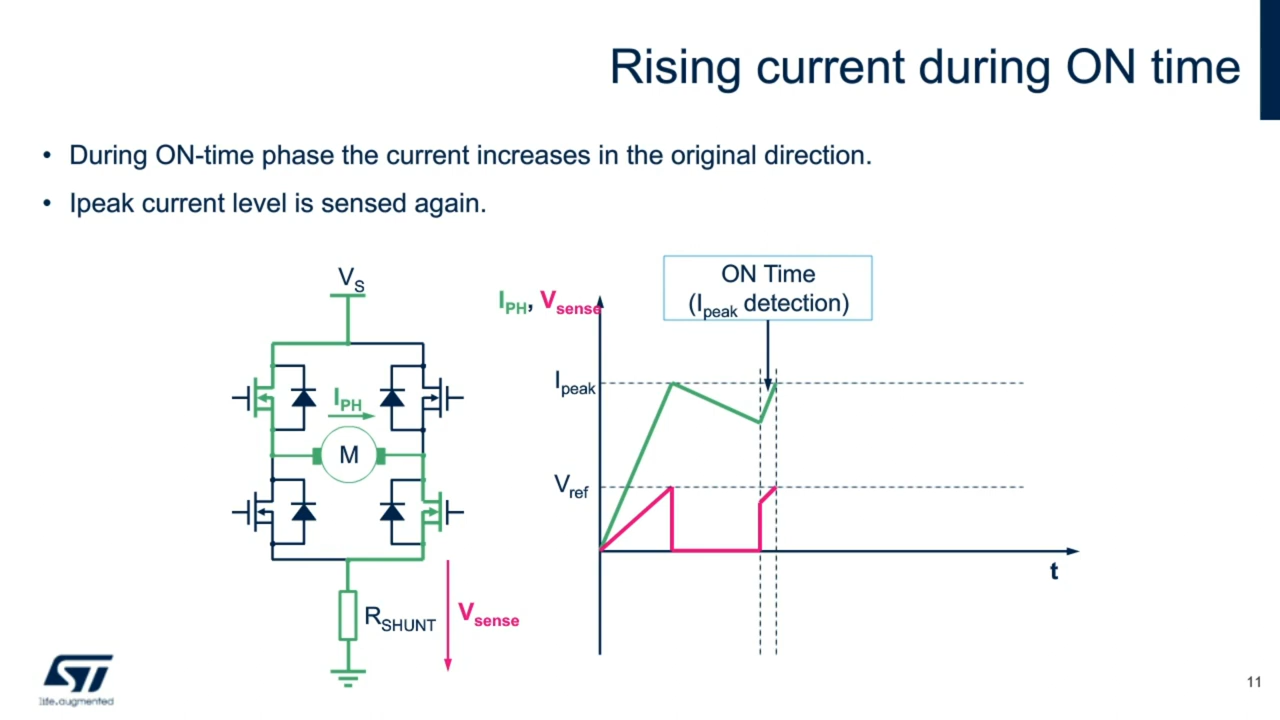 Rising current during ON time
• During ON-time phase the current increases in the original direction.
• Ipeak current level is sensed again.
VS
IPH, Vsense
ON Time
(Ipeak detection)
Ipeak
IPH
M
Vref
t
RSHUNT
Vsense
ST
life.augmented
11